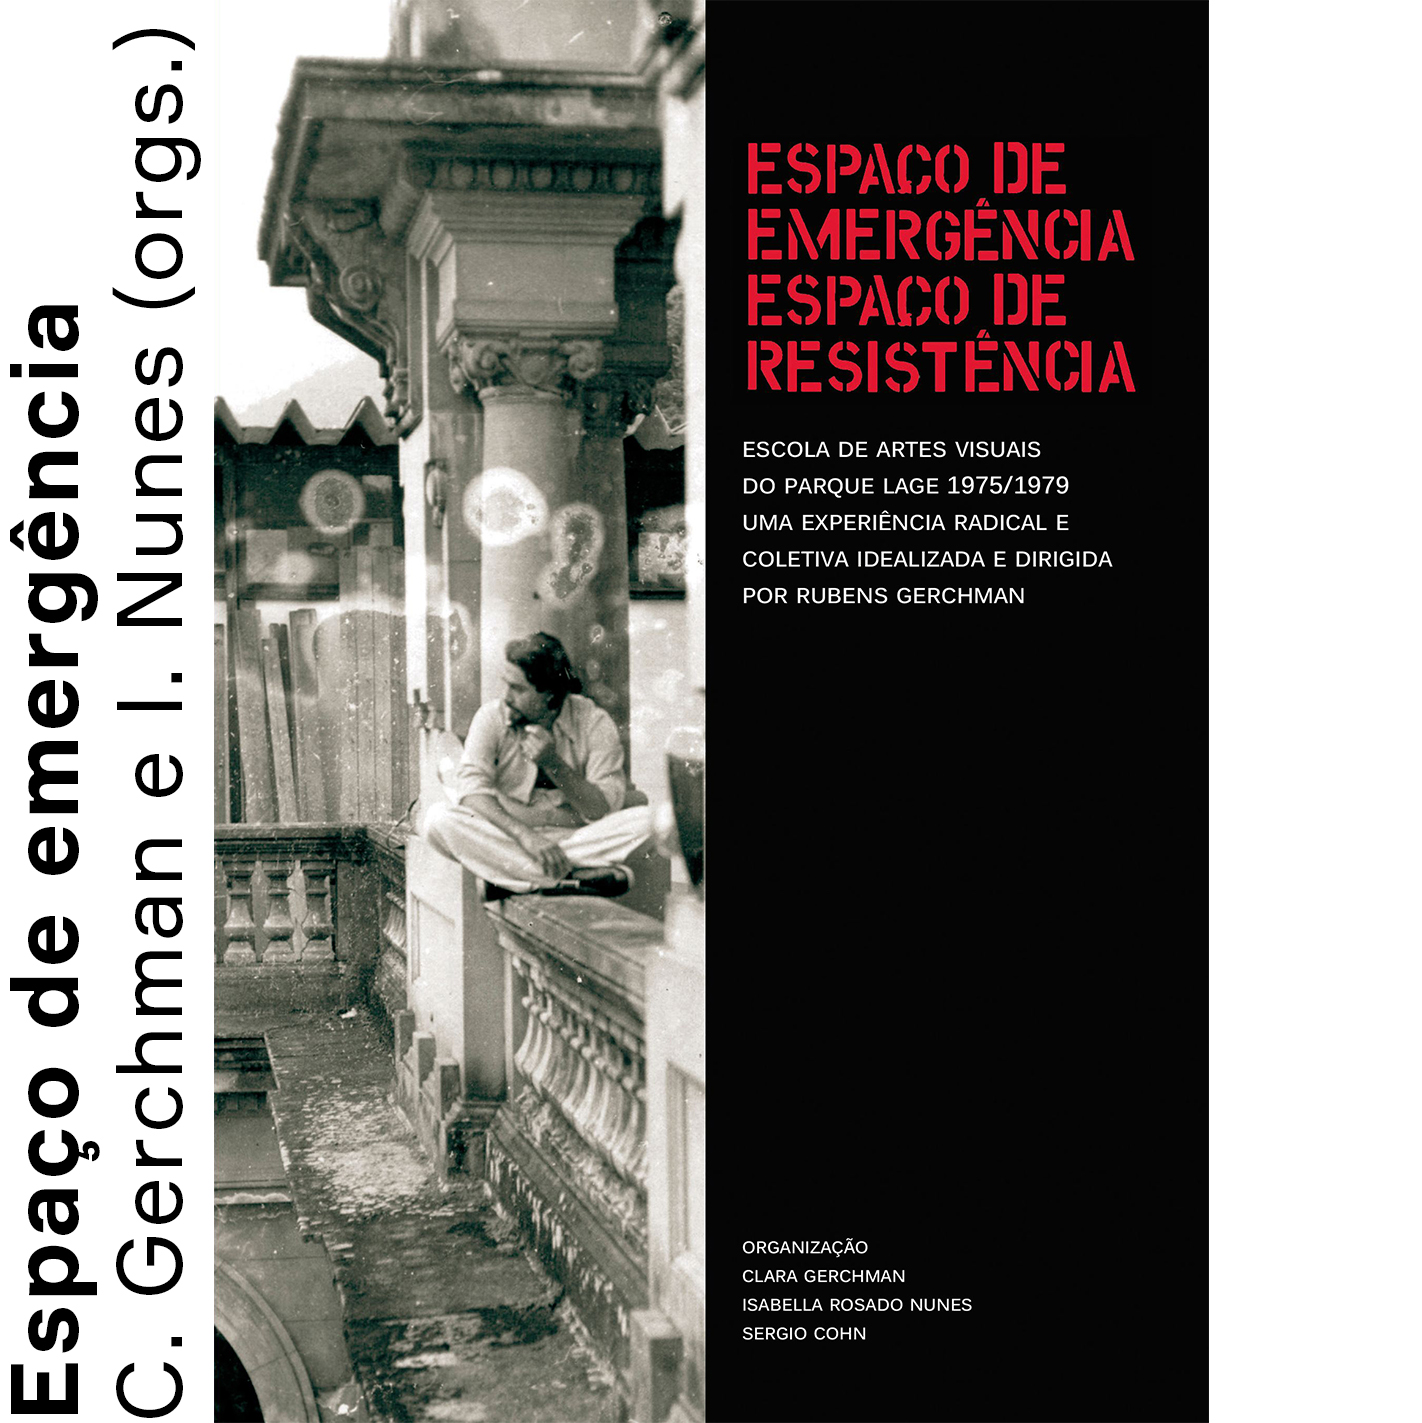 Espaço de emergência
C. Gerchman e I. Nunes (orgs.)
ESPAÇO DE
EMERGÊNCIA
ESPAÇO DE
RESISTÊNCIA
ESCOLA DE ARTES VISUAIS
DO PARQUE LAGE 1975/1979
UMA EXPERIÊNCIA RADICAL E
COLETIVA IDEALIZADA E DIRIGIDA
POR RUBENS GERCHMAN
ORGANIZAÇÃO
CLARA GERCHMAN
ISABELLA ROSADO NUNES
SERGIO COHN